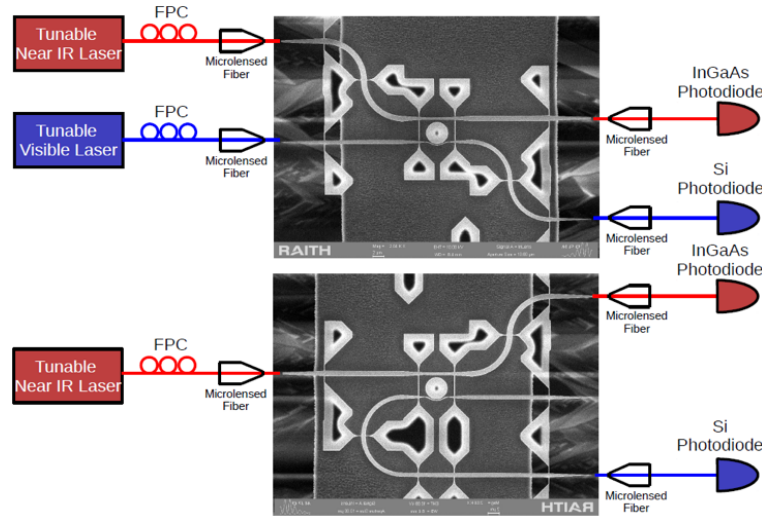 FPC
Tunable
Near IR Laser
Microlensed
Fiber
InGaAs
Photodiode
Microlensed
Fiber
FPC
Tunable
Visible Laser
Microlensed
Fiber
Si
Photodiode
Microlensed
Fiber
RAITH
InGaAs
Photodiode
Microlensed
Fiber
FPC
Tunable
Near IR Laser
Microlensed
Fiber
Si
Photodiode
Microlensed
Fiber
RAITH